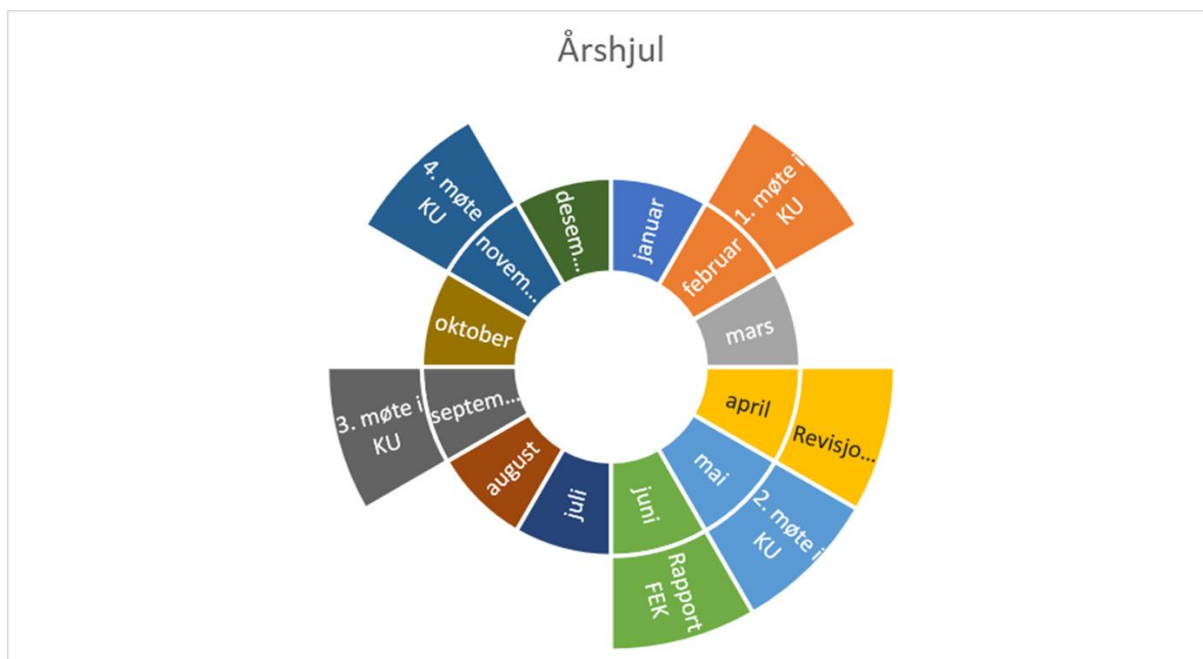 Årshjul
januar
februar
1. møte i
KU
mars
april
Revisjo...
mai
2. møte i
KU
juni
Rapport
FEK
juli
august
septem...
3. møte i
KU
oktober
novem...
4. møte
KU
desem...